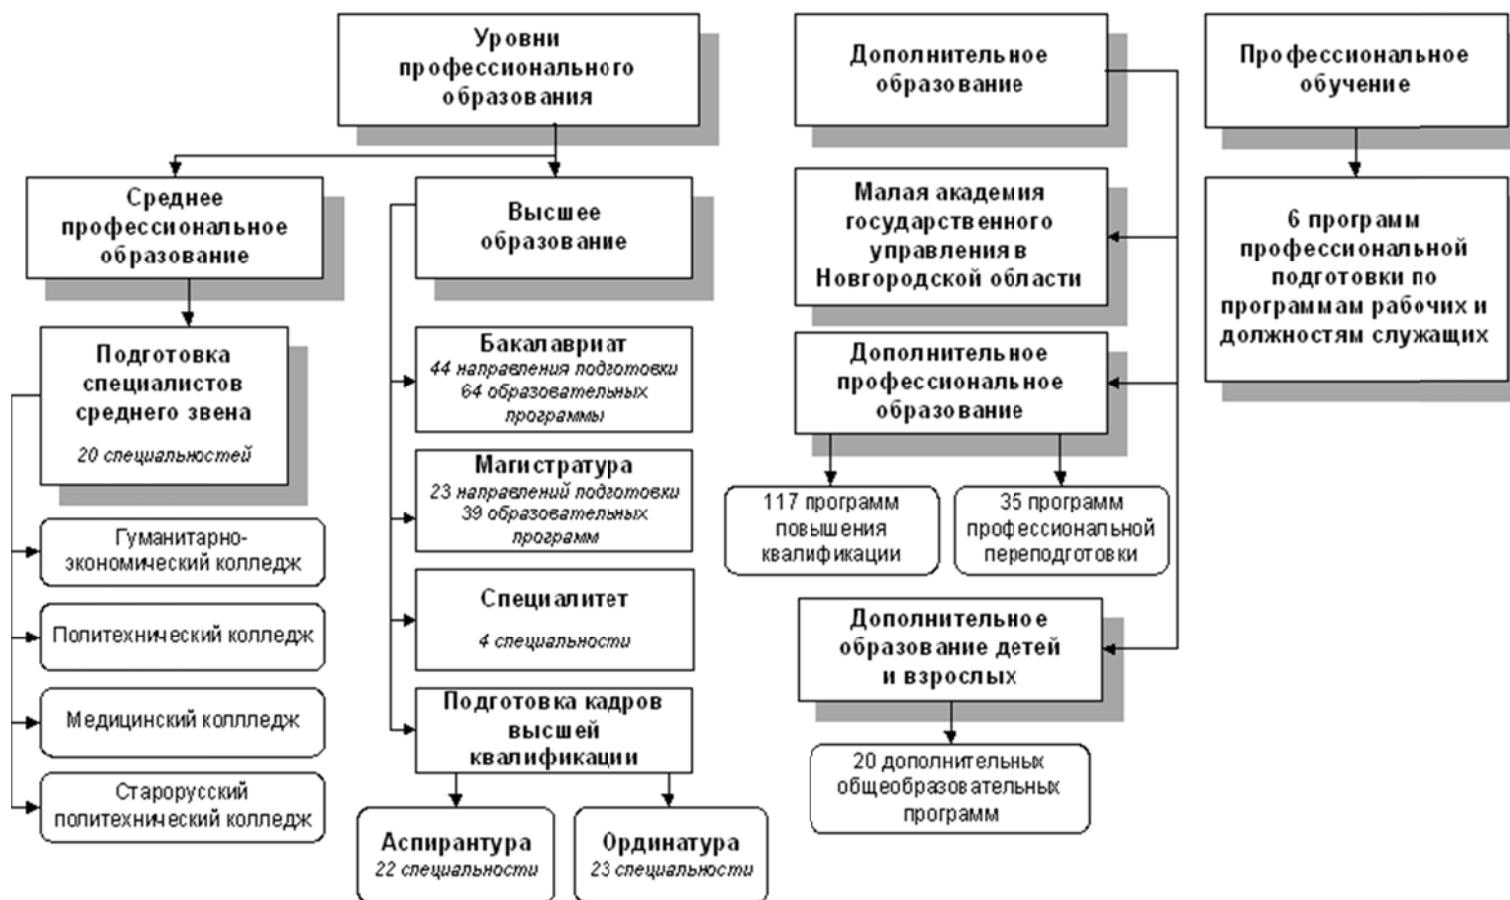 Уровни
профессионального
образования
Среднее
профессиональное
образование
Подготовка
специалистов
среднего звена
20 специальностей
Гуманитарно-
экономический колледж
Политехнический колледж
Медицинский коллледж
Старорусский
политехнический колледж
Высшее
образование
Бакалавриат
44 направления подготовки
64 образовательных
программы
Магистратура
23 направлений подготовки
39 образовательных
программ
Специалитет
4 специальности
Подготовка кадров
высшей
квалификации
Аспирантура
22 специальности
Ординатура
23 специальности
Дополнительное
образование
Малая академия
государственного
управления в
Новгородской области
Дополнительное
профессиональное
образование
117 программ
повышения
квалификации
35 программ
профессиональной
переподготовки
Дополнительное
образование детей
и взрослых
20 дополнительных
общеобразовательных
программ
Профессиональное
обучение
6 программ
профессиональной
подготовки по
программам рабочих и
должностям служащих